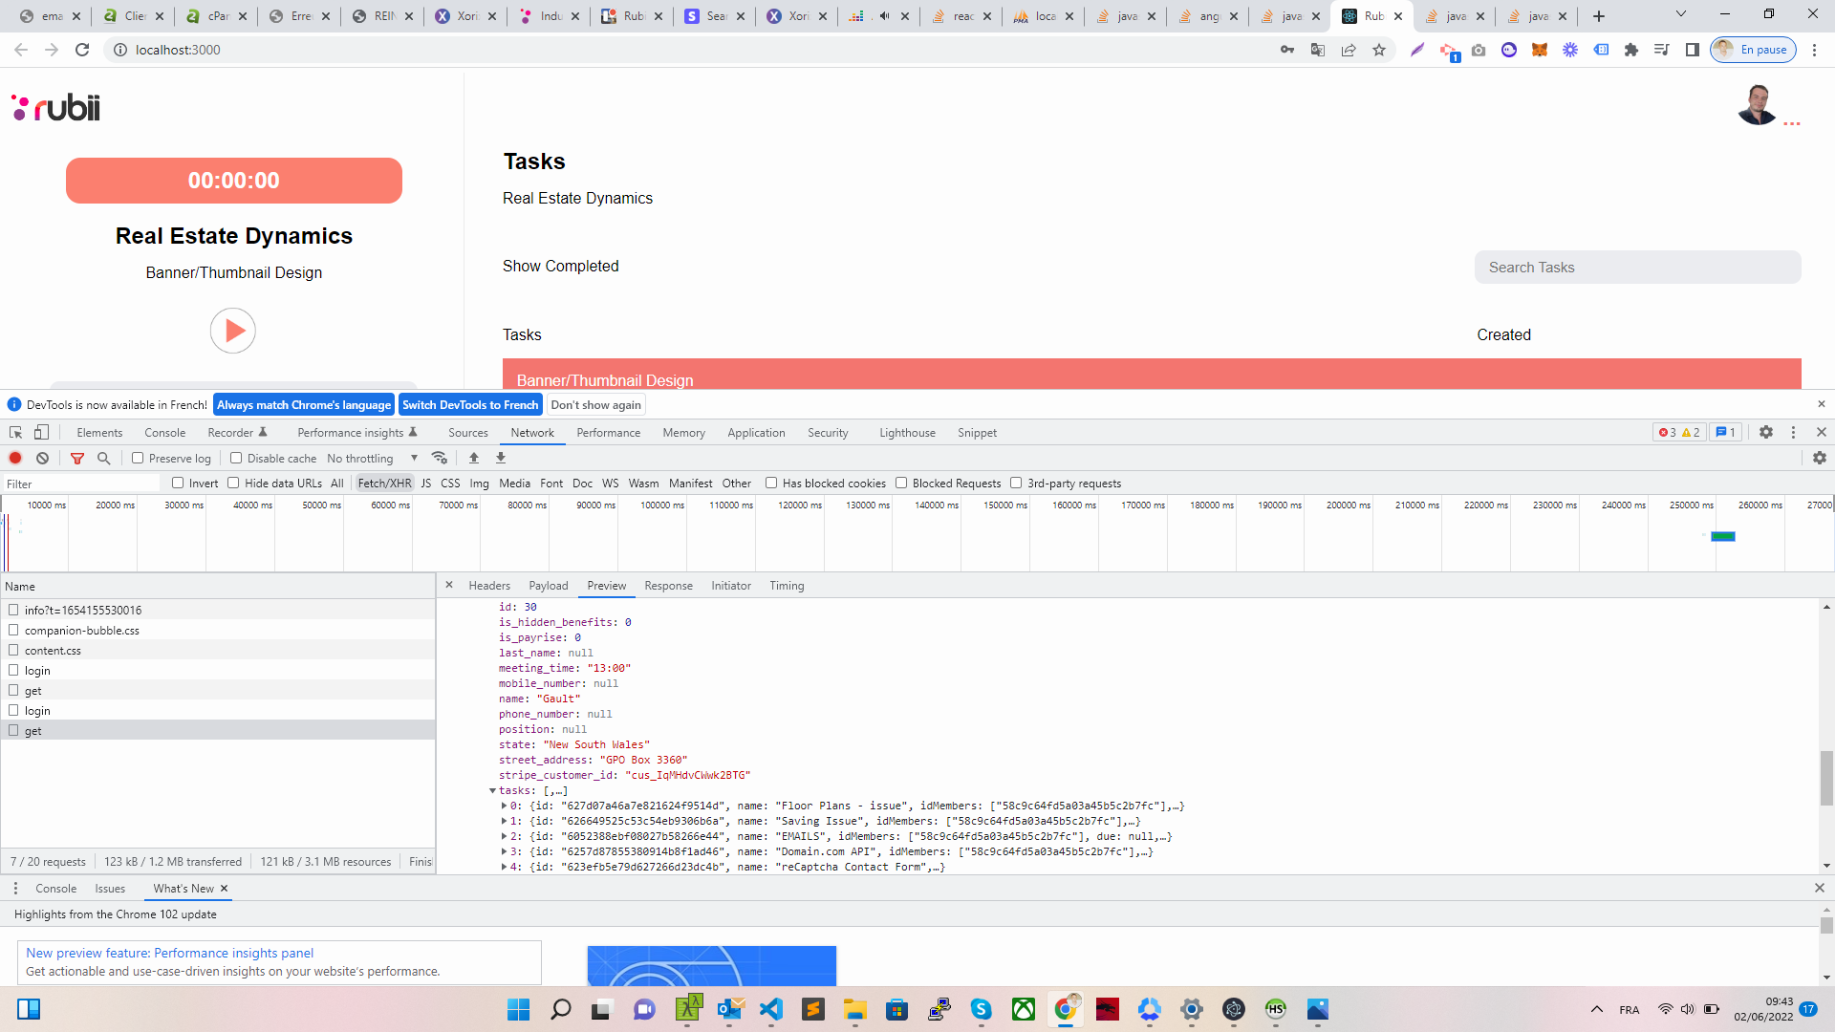 ema
Clien
cPan
Erre
REIN
Xori
Indu
Rubi
Sear
Xori
reac
loca
java
ang
java
Rub
java
java
localhost:3000
1
En pause
rubii
00:00:00
Real Estate Dynamics
Banner/Thumbnail Design
Tasks
Real Estate Dynamics
Show Completed
Search Tasks
Tasks
Created
Banner/Thumbnail Design
DevTools is now available in French!
Always match Chrome's language
Switch DevTools to French
Don't show again
Elements
Console
Recorder
Performance insights
Sources
Network
Performance
Memory
Application
Security
Lighthouse
Snippet
3
2
1
Preserve log
Disable cache
No throttling
Filter
Invert
Hide data URLs
All
Fetch/XHR
JS
CSS
Img
Media
Font
Doc
WS
Wasm
Manifest
Other
Has blocked cookies
Blocked Requests
3rd-party requests
10000 ms
20000 ms
30000 ms
40000 ms
50000 ms
60000 ms
70000 ms
80000 ms
90000 ms
100000 ms
110000 ms
120000 ms
130000 ms
140000 ms
150000 ms
160000 ms
170000 ms
180000 ms
190000 ms
200000 ms
210000 ms
220000 ms
230000 ms
240000 ms
250000 ms
260000 ms
27000
Name
info?t=1654155530016
companion-bubble.css
content.css
login
get
login
get
7 / 20 requests
123 kB / 1.2 MB transferred
121 kB / 3.1 MB resources
Finis
Headers
Payload
Preview
Response
Initiator
Timing
id: 30
is_hidden_benefits: 0
is_payrise: 0
last_name: null
meeting_time: "13:00"
mobile_number: null
name: "Gault"
phone_number: null
position: null
state: "New South Wales"
street_address: "GPO Box 3360"
stripe_customer_id: "cus_IqMHdvCWwk2BTG"
tasks: [,…]
0: {id: "627d07a46a7e821624f9514d", name: "Floor Plans - issue", idMembers: ["58c9c64fd5a03a45b5c2b7fc"],…}
1: {id: "626649525c53c54eb9306b6a", name: "Saving Issue", idMembers: ["58c9c64fd5a03a45b5c2b7fc"],…}
2: {id: "6052388ebf08027b58266e44", name: "EMAILS", idMembers: ["58c9c64fd5a03a45b5c2b7fc"], due: null,…}
3: {id: "6257d87855380914b8f1ad46", name: "Domain.com API", idMembers: ["58c9c64fd5a03a45b5c2b7fc"],…}
4: {id: "623efb5e79d627266d23dc4b", name: "reCaptcha Contact Form",…}
Console
Issues
What's New
Highlights from the Chrome 102 update
New preview feature: Performance insights panel
Get actionable and use-case-driven insights on your website's performance.
FRA
09:43
02/06/2022
17